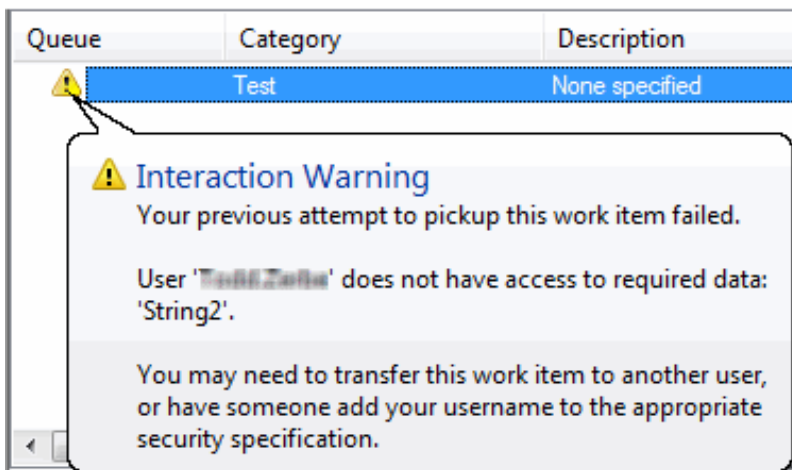 Queue Category Description
Test None specified
Interaction Warning
Your previous attempt to pickup this work item failed.
User ' ' does not have access to required data:
'String2'.
You may need to transfer this work item to another user,
or have someone add your username to the appropriate
security specification.